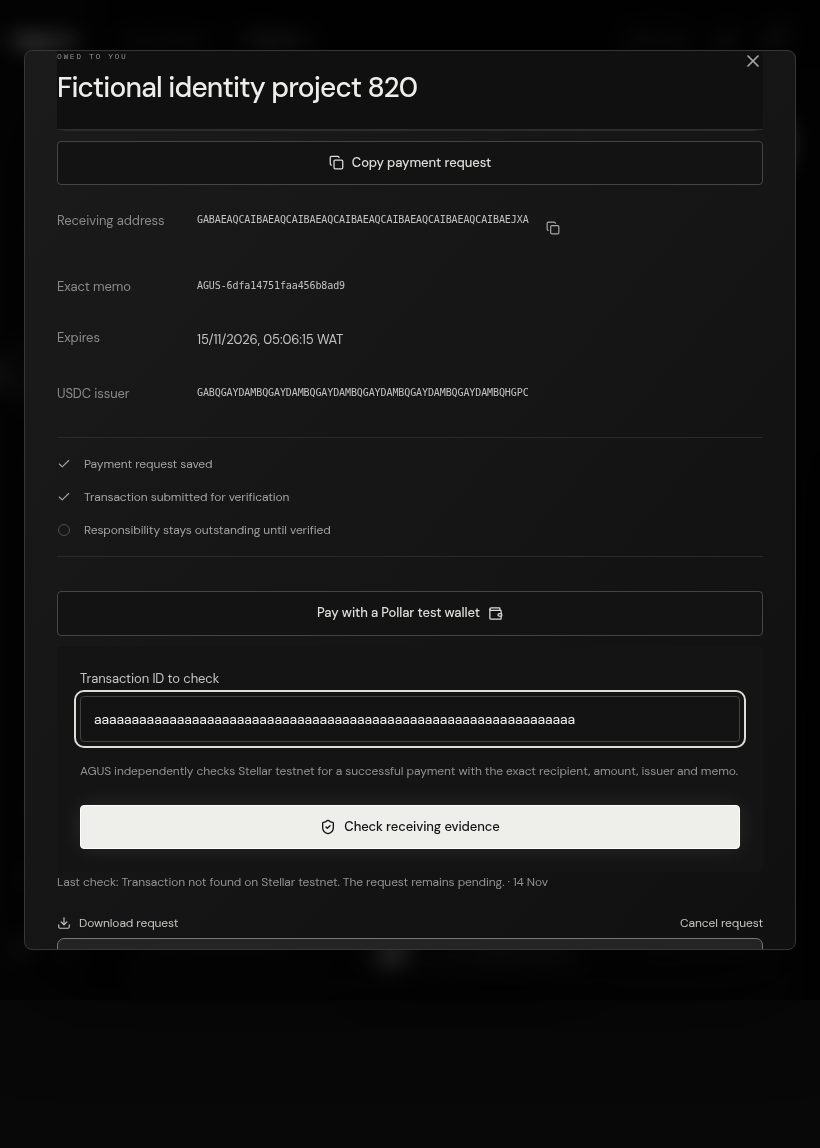 OWED TO YOU
Fictional identity project 820
Copy payment request
Receiving address GABAEAQCAIBAEAQCAIBAEAQCAIBAEAQCAIBAEAQCAIBAEAQCAIBAEJXA
Exact memo AGUS-6dfa14751faa456b8ad9
Expires 15/11/2026, 05:06:15 WAT
USDC issuer GABQGAYDAMBQGAYDAMBQGAYDAMBQGAYDAMBQGAYDAMBQGAYDAMBQHGPC
Payment request saved
Transaction submitted for verification
Responsibility stays outstanding until verified
Pay with a Pollar test wallet
Transaction ID to check
aaaaaaaaaaaaaaaaaaaaaaaaaaaaaaaaaaaaaaaaaaaaaaaaaaaaaaaaaaaaaaaa
AGUS independently checks Stellar testnet for a successful payment with the exact recipient, amount, issuer and memo.
Check receiving evidence
Last check: Transaction not found on Stellar testnet. The request remains pending. · 14 Nov
Download request Cancel request